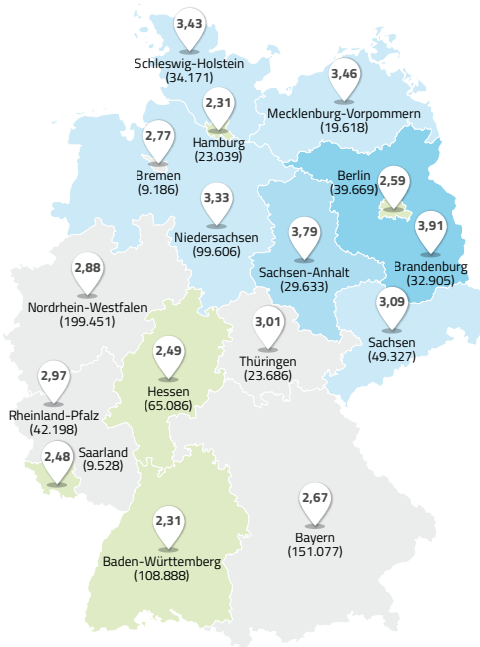 3,43
Schleswig-Holstein
(34.171)
3,46
Mecklenburg-Vorpommern
(19.618)
2,31
Hamburg
(23.039)
2,77
Bremen
(9.186)
Berlin
(39.669)
2,59
3,33
Niedersachsen
(99.606)
3,79
Sachsen-Anhalt
(29.633)
3,91
Brandenburg
(32.905)
2,88
Nordrhein-Westfalen
(199.451)
3,09
Sachsen
(49.327)
3,01
Thüringen
(23.686)
2,49
Hessen
(65.086)
2,97
Rheinland-Pfalz
(42.198)
2,48
Saarland
(9.528)
2,67
Bayern
(151.077)
2,31
Baden-Württemberg
(108.888)